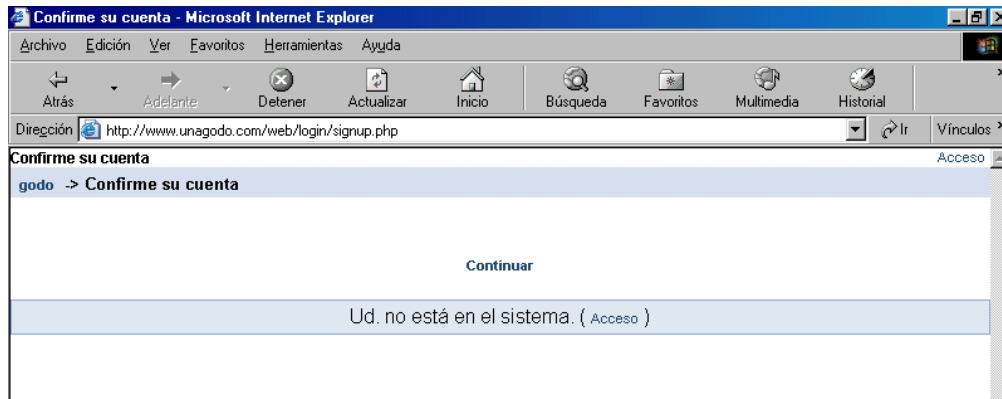 Confirme su cuenta - Microsoft Internet Explorer
Archivo Edición Ver Favoritos Herramientas Ayuda
Atrás Adelante Detener Actualizar Inicio Búsqueda Favoritos Multimedia Historial
Dirección http://www.unagodo.com/web/login/signup.php Ir Vínculos
Confirme su cuenta Acceso
godo -> Confirme su cuenta
Continuar
Ud. no está en el sistema. ( Acceso )